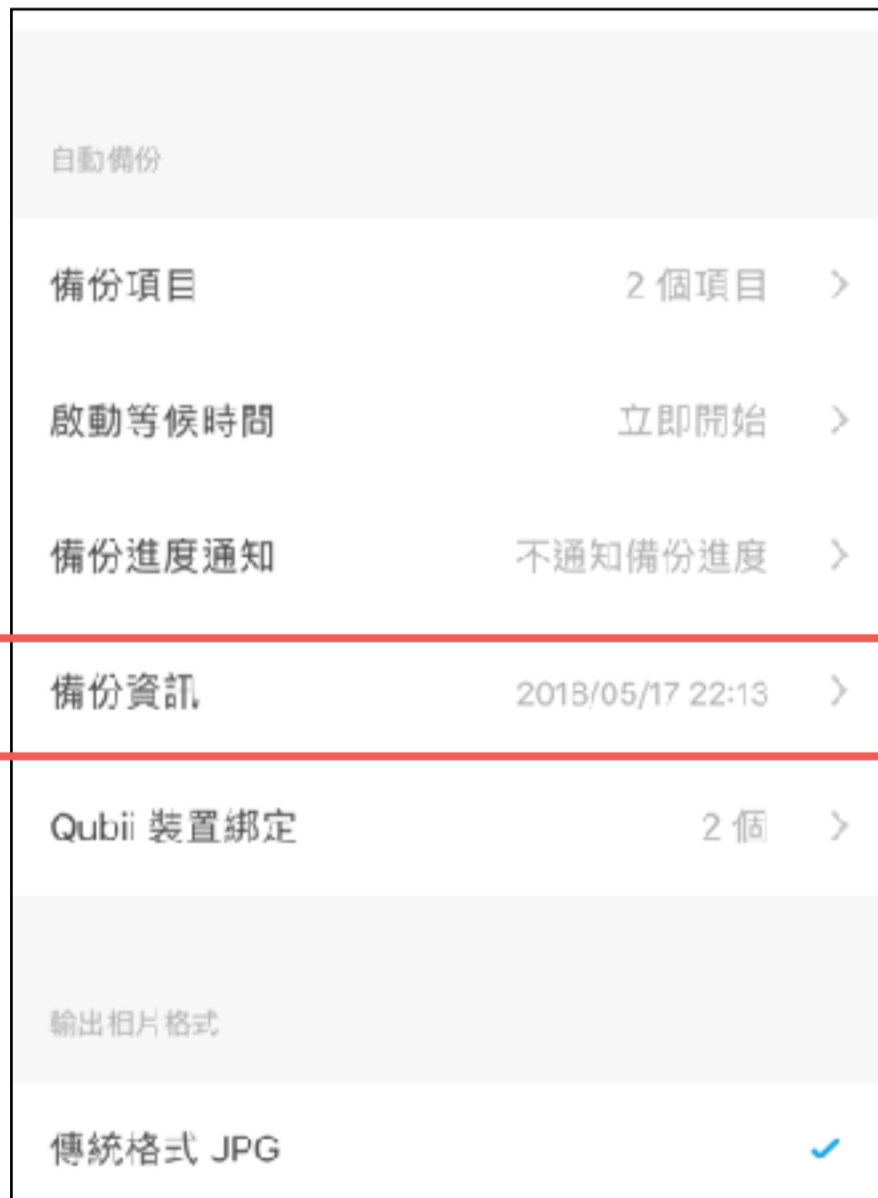 自動備份
備份項目 2 個項目
啟動等候時間 立即開始
備份進度通知 不通知備份進度
備份資訊 2018/05/17 22:13
Qubii 裝置綁定 2 個
輸出相片格式
傳統格式 JPG